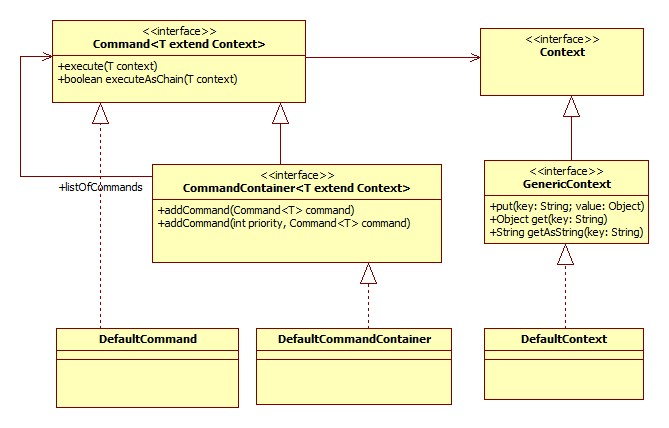 <<interface>>
Command<T extend Context>
+execute(T context)
+boolean executeAsChain(T context)
<<interface>>
Context
+listOfCommands
<<interface>>
CommandContainer<T extend Context>
+addCommand(Command<T> command)
+addCommand(int priority, Command<T> command)
<<interface>>
GenericContext
+put(key: String; value: Object)
+Object get(key: String)
+String getAsString(key: String)
DefaultCommand
DefaultCommandContainer
DefaultContext